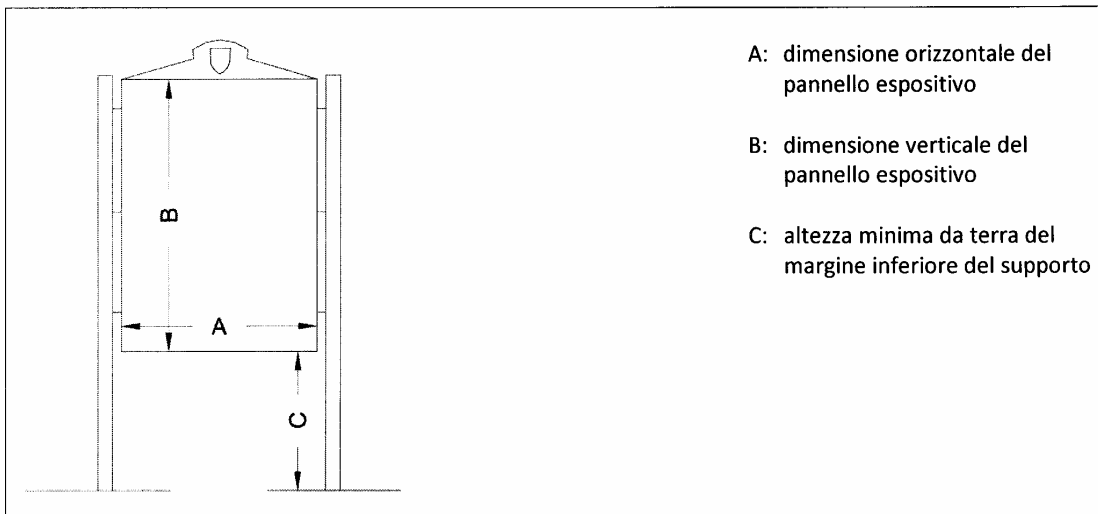 A: dimensione orizzontale del
pannello espositivo
B: dimensione verticale del
pannello espositivo
C: altezza minima da terra del
margine inferiore del supporto
B
A
C